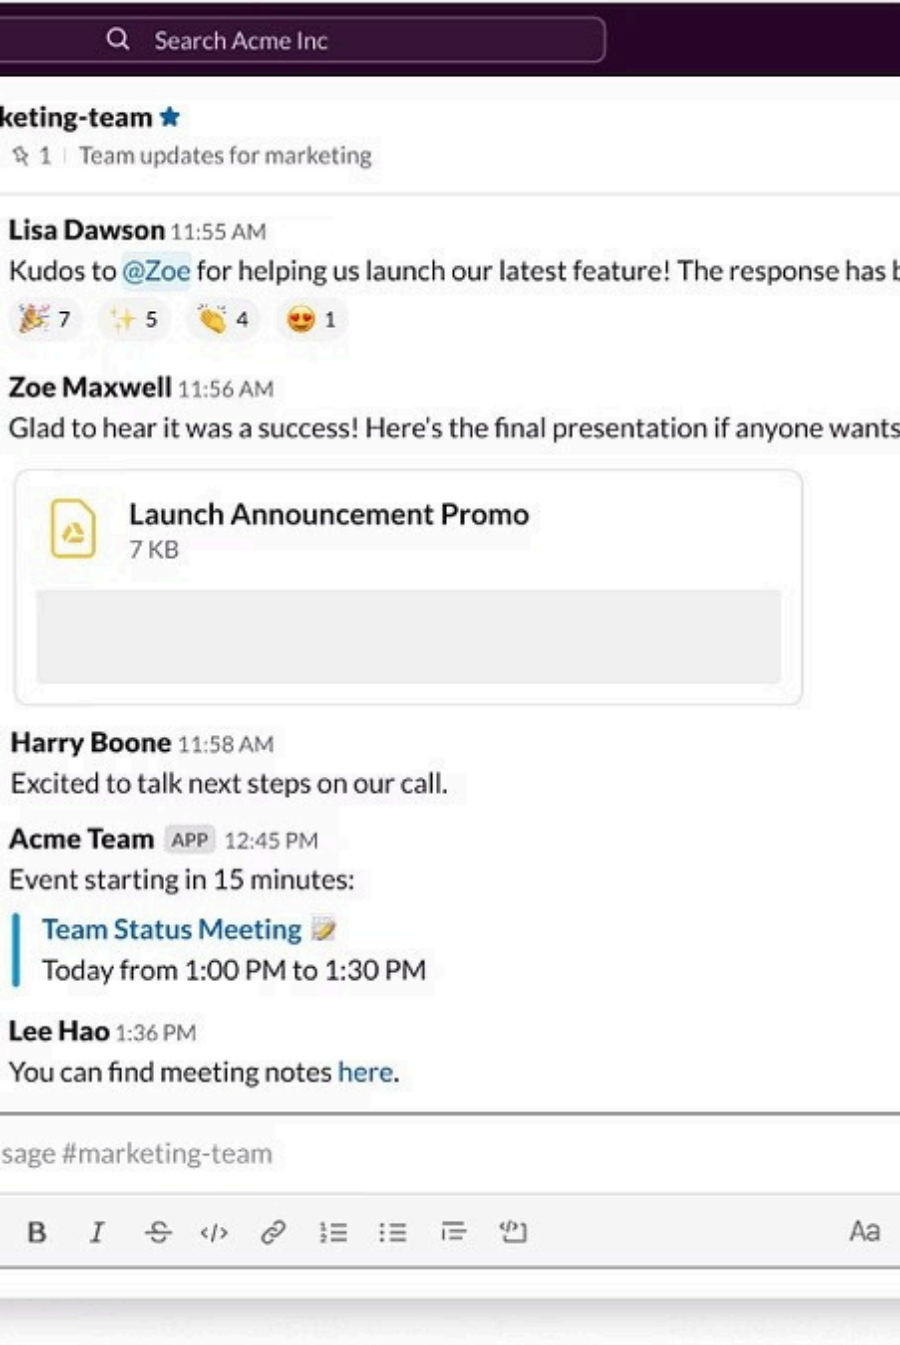 Search Acme Inc
keting-team
1 Team updates for marketing
Lisa Dawson 11:55 AM
Kudos to @Zoe for helping us launch our latest feature! The response has b
7 5 4 1
Zoe Maxwell 11:56 AM
Glad to hear it was a success! Here's the final presentation if anyone wants
Launch Announcement Promo
7 KB
Harry Boone 11:58 AM
Excited to talk next steps on our call.
Acme Team APP 12:45 PM
Event starting in 15 minutes:
Team Status Meeting
Today from 1:00 PM to 1:30 PM
Lee Hao 1:36 PM
You can find meeting notes here.
sage #marketing-team
B I S </> Aa